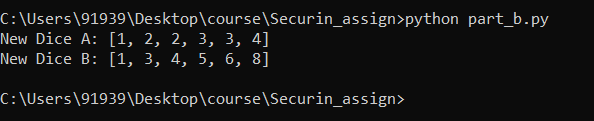 C:\Users\91939\Desktop\course\Securin_assign>python part_b.py
New Dice A: [1, 2, 2, 3, 3, 4]
New Dice B: [1, 3, 4, 5, 6, 8]
C:\Users\91939\Desktop\course\Securin_assign>